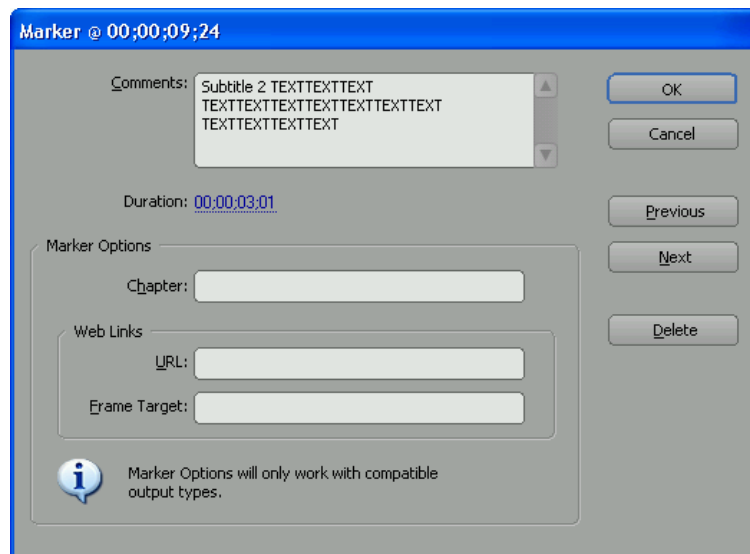 Marker @ 00;00;09;24
Comments:
Subtitle 2 TEXTTEXTTEXT
TEXTTEXTTEXTTEXTTEXTTEXTTEXT
TEXTTEXTTEXTTEXT
OK
Cancel
Duration: 00;00;03;01
Previous
Next
Delete
Marker Options
Chapter:
Web Links
URL:
Frame Target:
Marker Options will only work with compatible
output types.